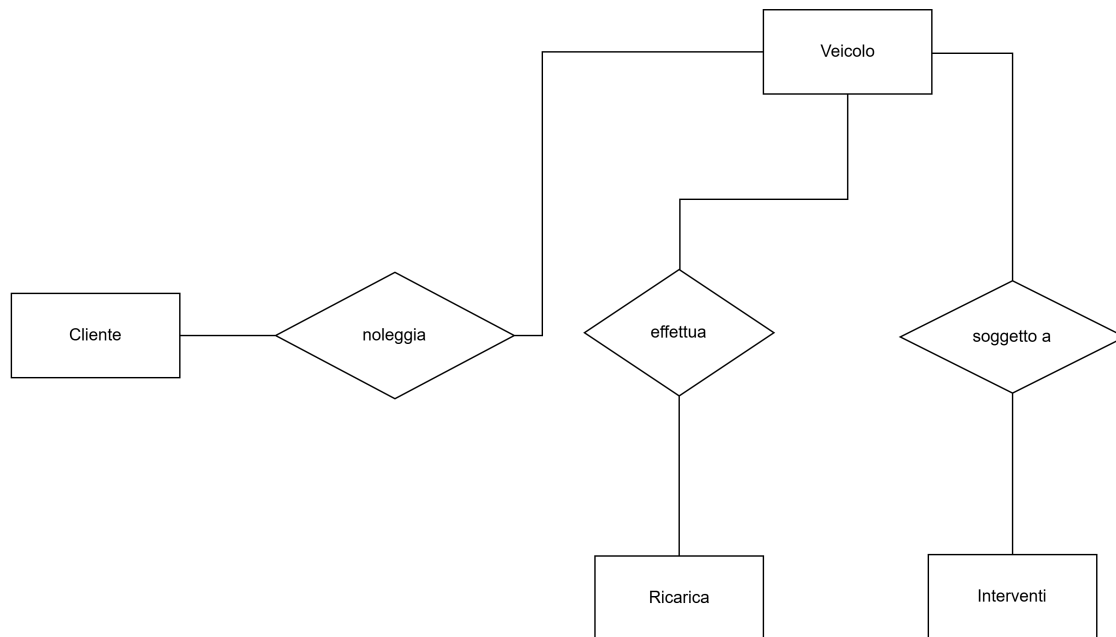 Veicolo
Cliente
noleggia
effettua
soggetto a
Ricarica
Interventi